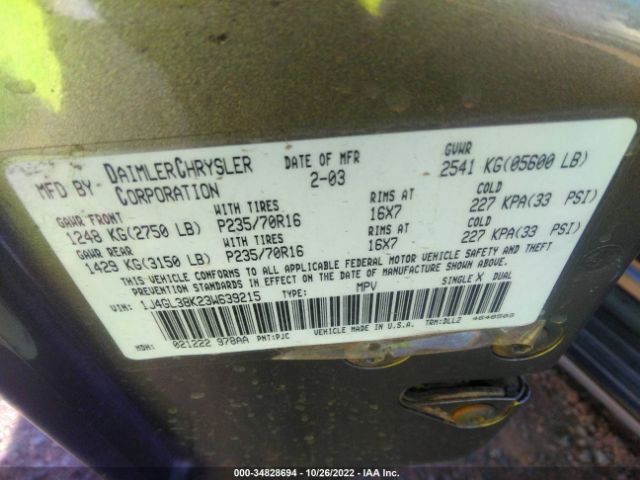 MFD BY DAIMLERCHRYSLER CORPORATION
DATE OF MFR 2-03
GVWR 2541 KG(05600 LB)
GAWR FRONT WITH TIRES RIMS AT COLD
1248 KG(2750 LB) P235/70R16 16X7 227 KPA(33 PSI)
GAWR REAR WITH TIRES RIMS AT COLD
1429 KG(3150 LB) P235/70R16 16X7 227 KPA(33 PSI)
THIS VEHICLE CONFORMS TO ALL APPLICABLE FEDERAL MOTOR VEHICLE SAFETY AND THEFT
PREVENTION STANDARDS IN EFFECT ON THE DATE OF MANUFACTURE SHOWN ABOVE.
VIN: 1J4GL38K23W639215 TYPE: MPV SINGLE X DUAL
MDH: 021222 978AA PNT:PJC VEHICLE MADE IN U.S.A. TRM:DLLZ
000-34828694 | 10/26/2022 | IAA Inc.